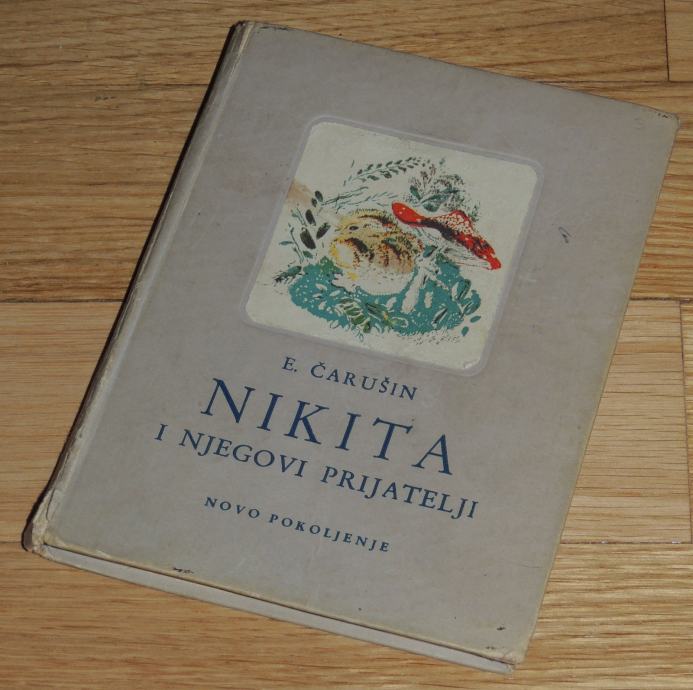 E. ČARUŠIN
NIKITA
I NJEGOVI PRIJATELJI
NOVO POKOLJENJE